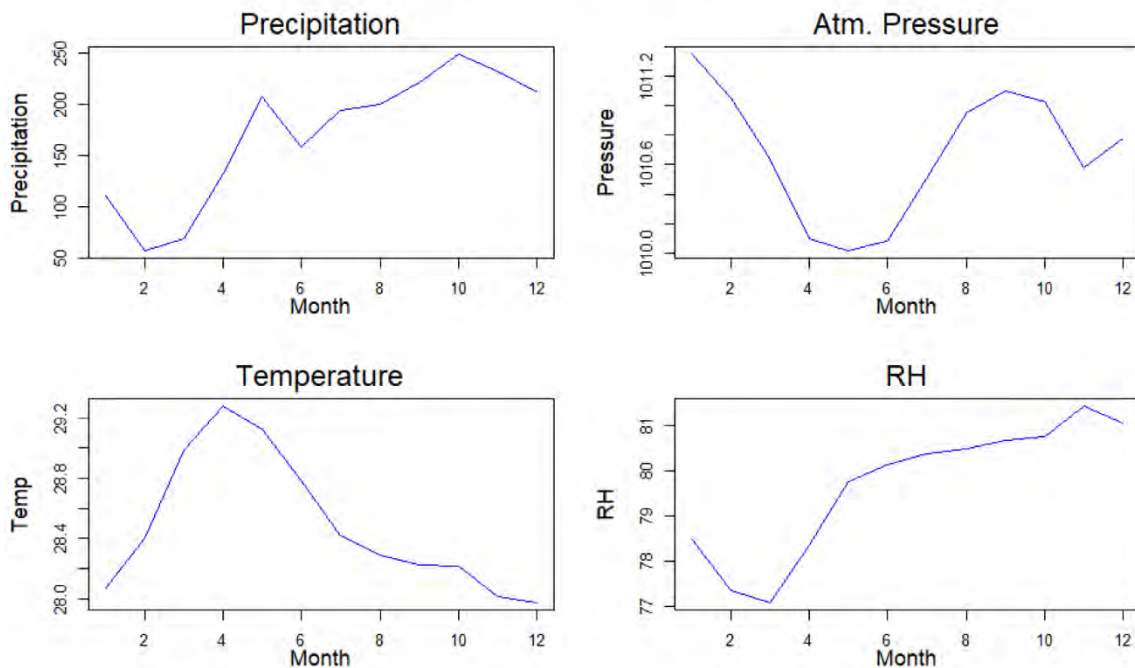 Precipitation
Precipitation
250
200
150
100
50
2 4 6 8 10 12
Month
Atm. Pressure
Pressure
1011.2
1010.6
1010.0
2 4 6 8 10 12
Month
Temperature
Temp
29.2
28.8
28.4
28.0
2 4 6 8 10 12
Month
RH
RH
81
80
79
78
77
2 4 6 8 10 12
Month